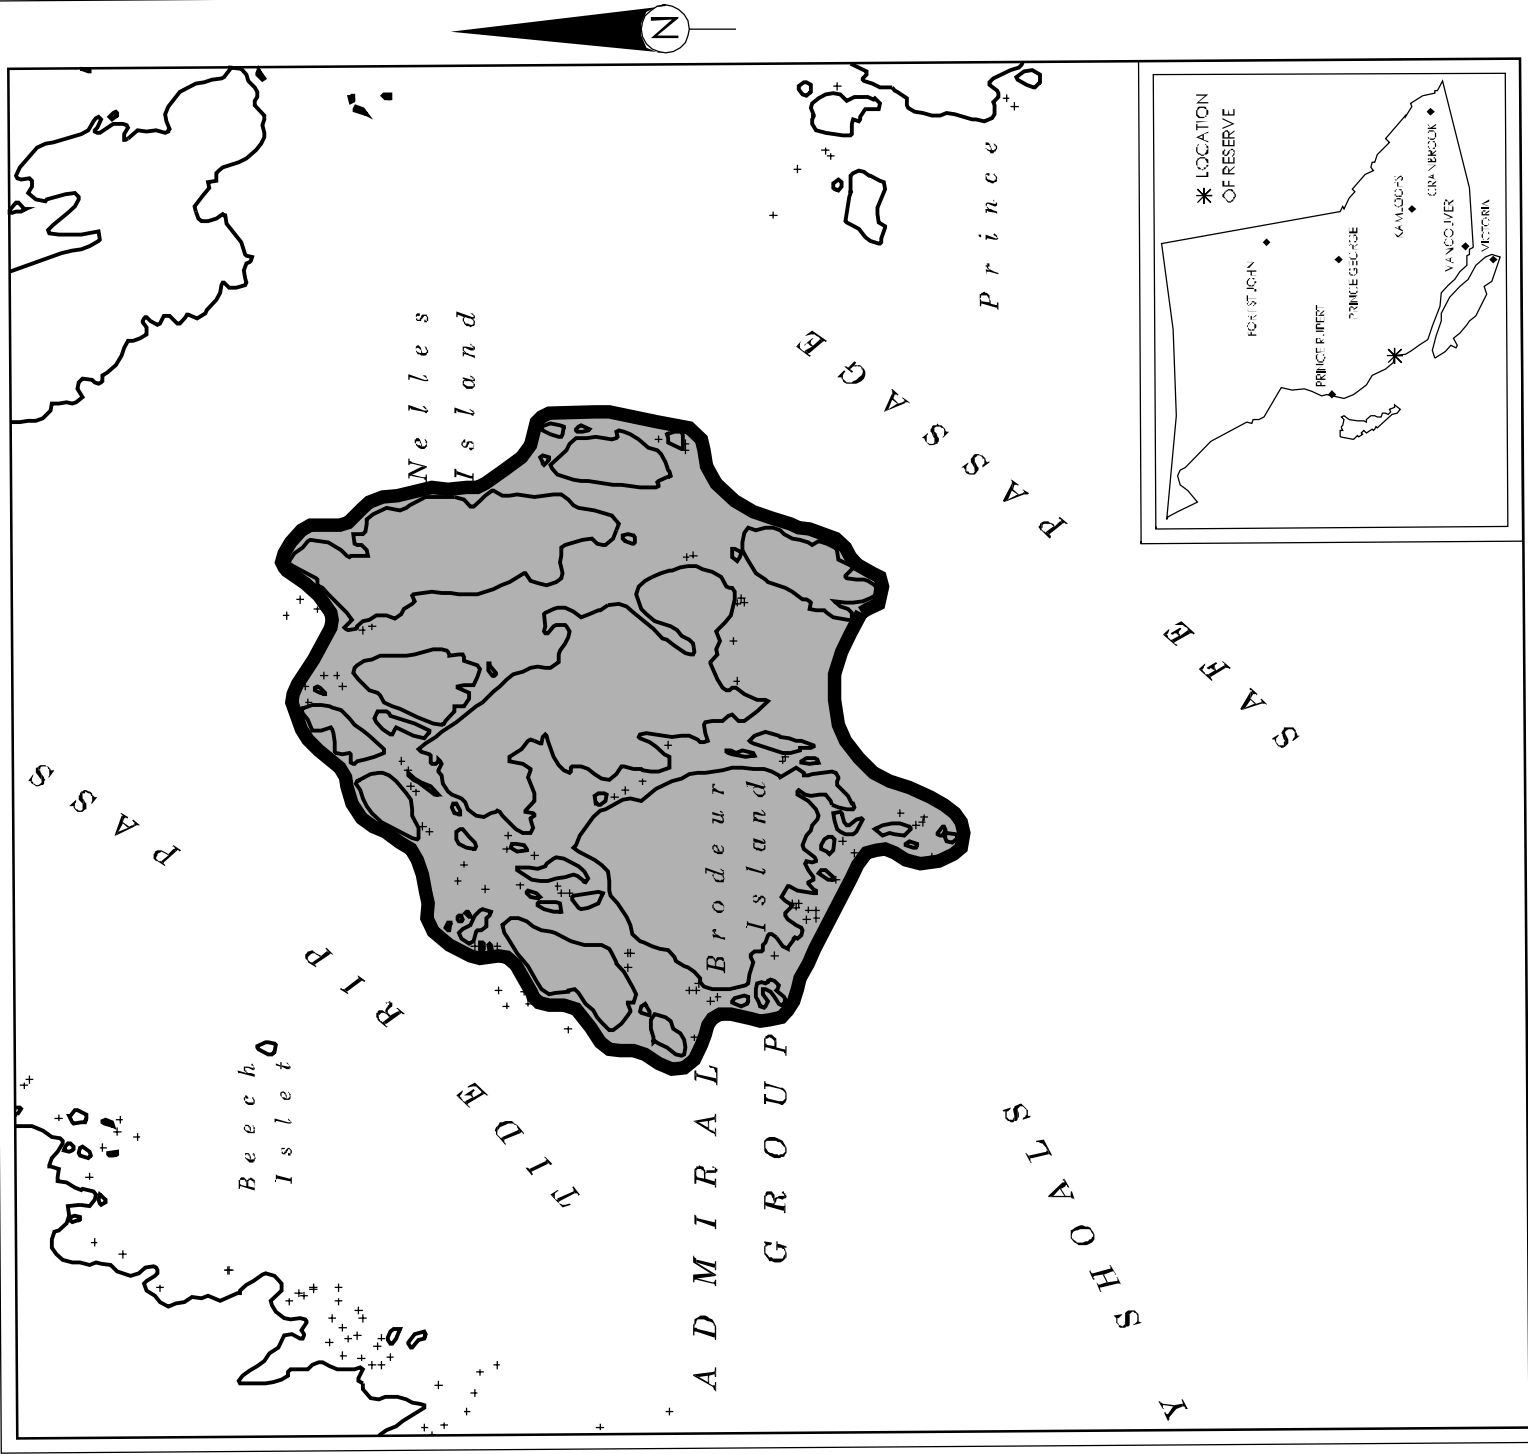 N
LOCATION
OF RESERVE
FORT ST JOHN
PRINCE RUPERT
PRINCE GEORGE
KAMLOOPS
CRANBROOK
VANCOUVER
VICTORIA
Nelles
Island
Prince
SAFE PASSAGE
RIP PASS
TIDE
Beech
Islet
Brodeur
Island
ADMIRAL
GROUP
Y SHOALS